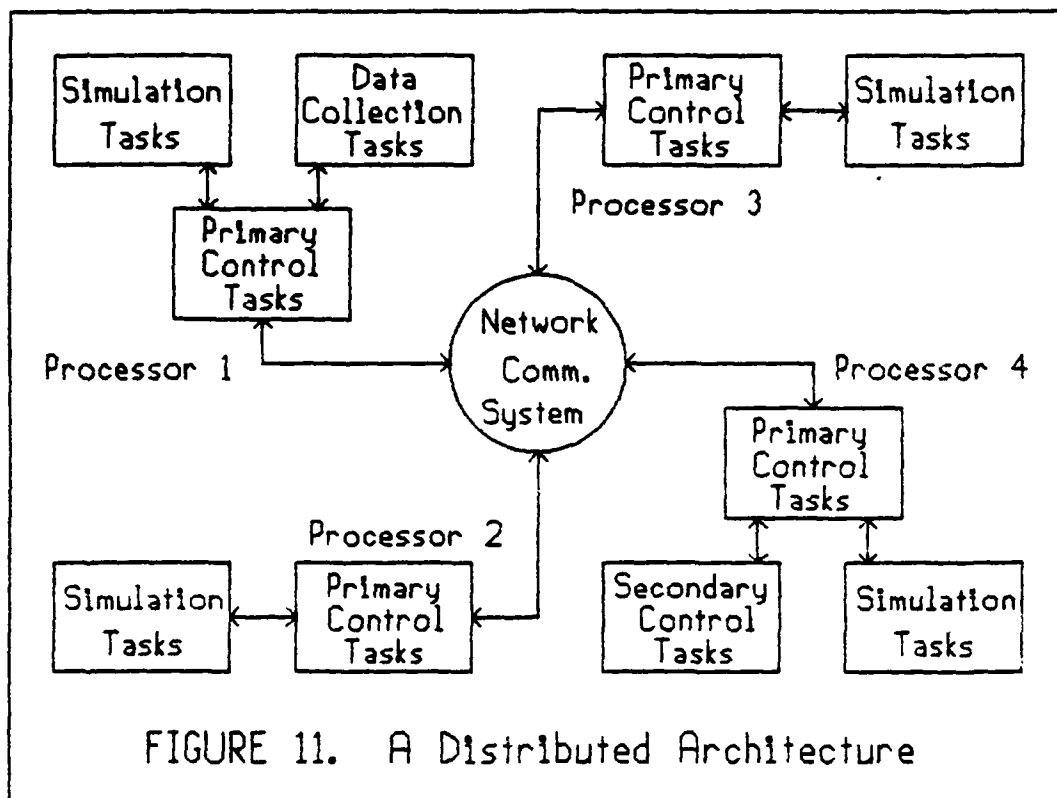 Simulation
Tasks
Data
Collection
Tasks
Primary
Control
Tasks
Processor 1
Primary
Control
Tasks
Simulation
Tasks
Processor 3
Network
Comm.
System
Processor 4
Primary
Control
Tasks
Secondary
Control
Tasks
Simulation
Tasks
Processor 2
Simulation
Tasks
Primary
Control
Tasks
FIGURE 11. A Distributed Architecture